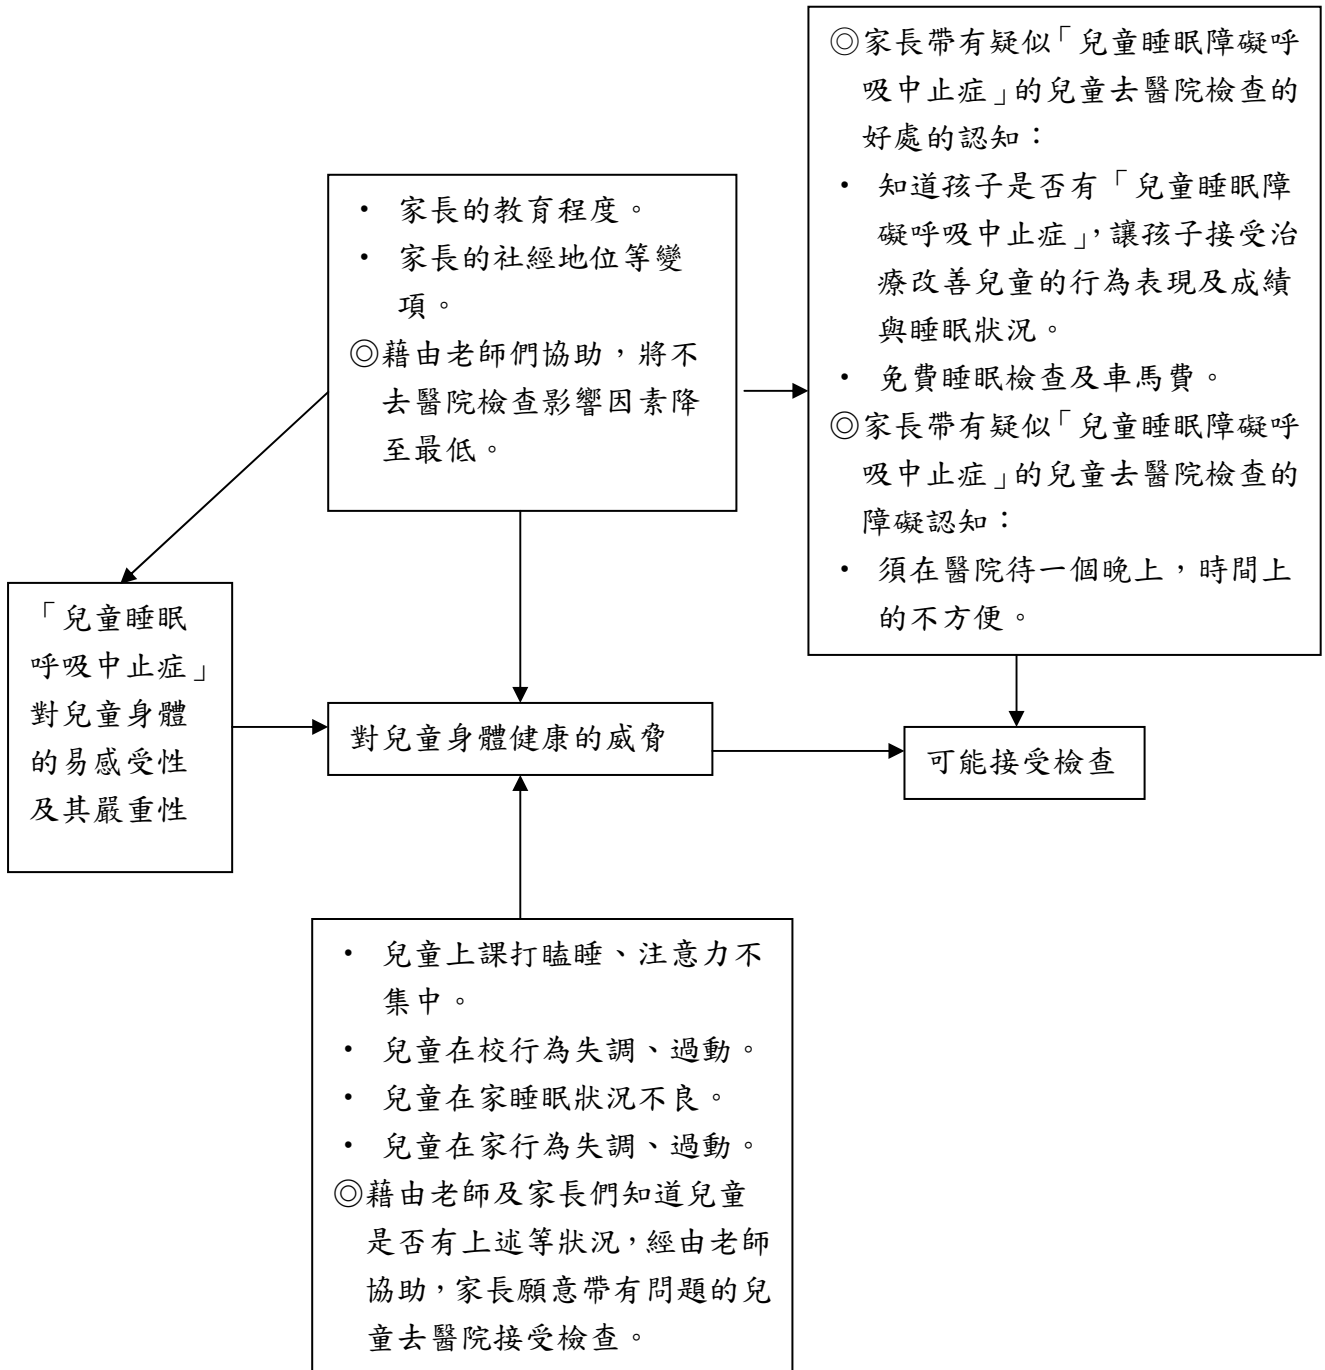 ◎家長帶有疑似「兒童睡眠障礙呼
吸中止症」的兒童去醫院檢查的
好處的認知：
・ 知道孩子是否有「兒童睡眠障
礙呼吸中止症」，讓孩子接受治
療改善兒童的行為表現及成績
與睡眠狀況。
・ 免費睡眠檢查及車馬費。
◎家長帶有疑似「兒童睡眠障礙呼
吸中止症」的兒童去醫院檢查的
障礙認知：
・ 須在醫院待一個晚上，時間上
的不方便。
・ 家長的教育程度。
・ 家長的社經地位等變
項。
◎藉由老師們協助，將不
去醫院檢查影響因素降
至最低。
「兒童睡眠
呼吸中止症」
對兒童身體
的易感受性
及其嚴重性
對兒童身體健康的威脅
可能接受檢查
・ 兒童上課打瞌睡、注意力不
集中。
・ 兒童在校行為失調、過動。
・ 兒童在家睡眠狀況不良。
・ 兒童在家行為失調、過動。
◎藉由老師及家長們知道兒童
是否有上述等狀況，經由老師
協助，家長願意帶有問題的兒
童去醫院接受檢查。